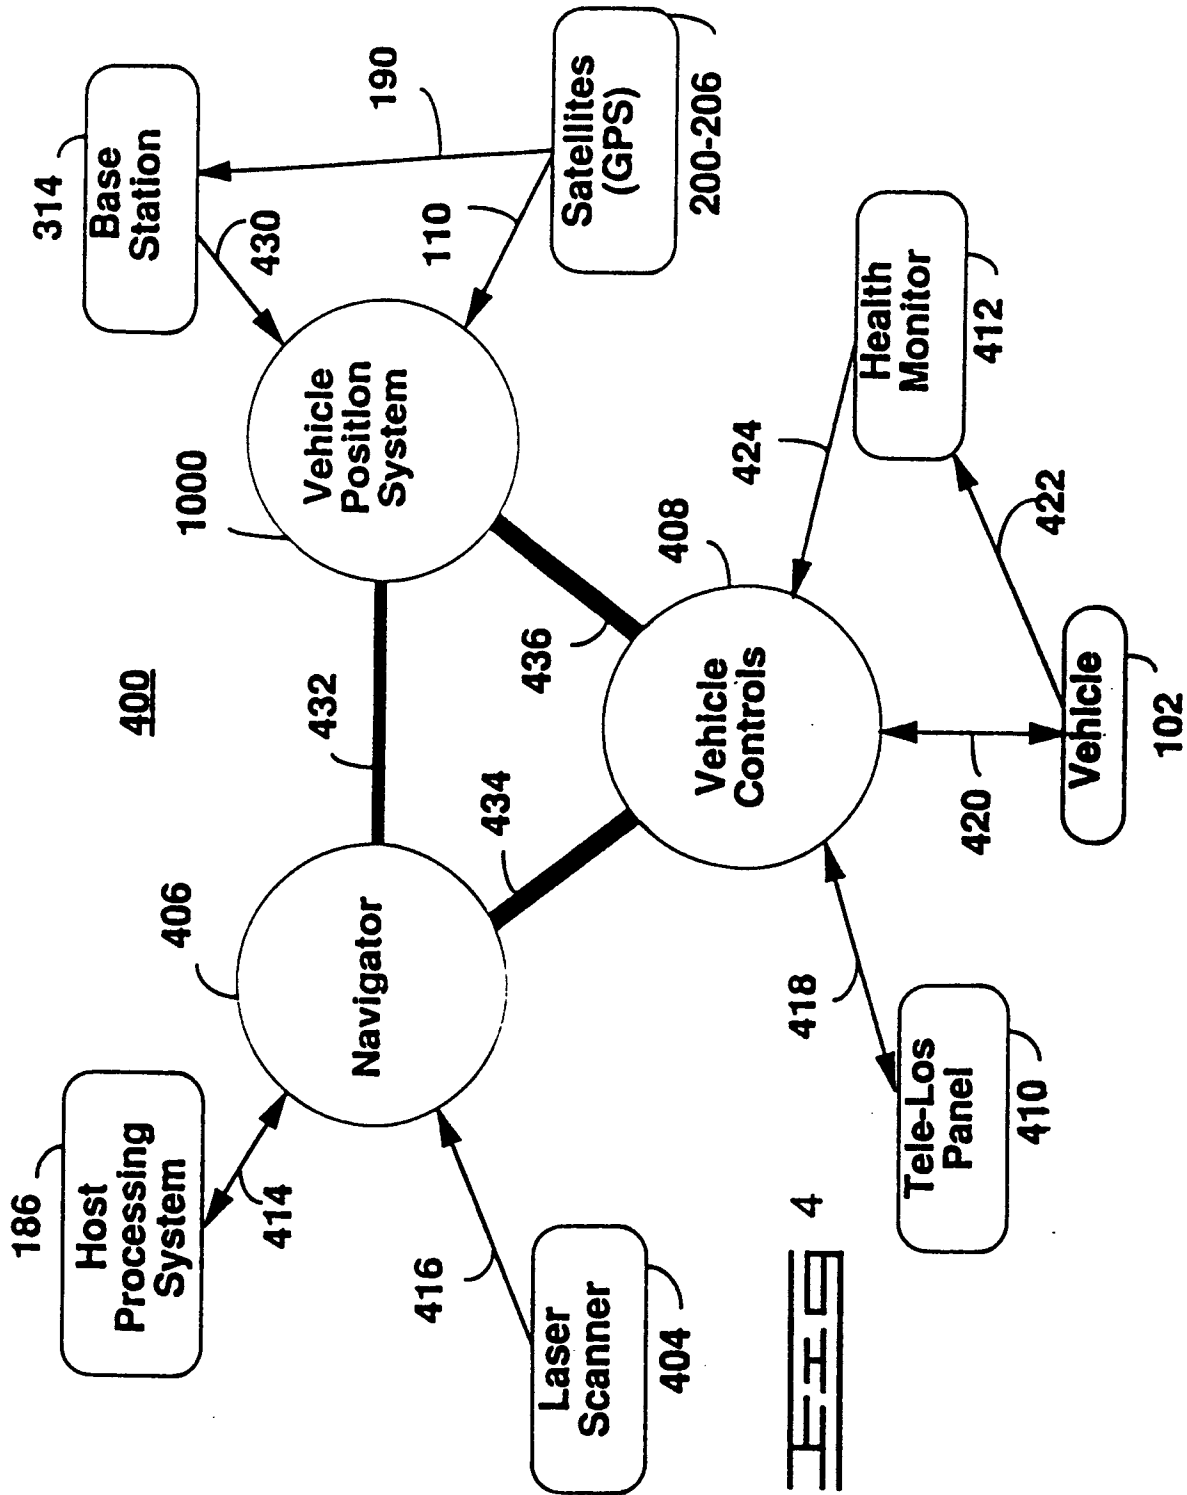 400
186
Host
Processing
System
414
406
Navigator
432
1000
Vehicle
Position
System
314
Base
Station
430
190
110
Satellites
(GPS)
200-206
416
Laser
Scanner
404
434
436
408
Vehicle
Controls
424
Health
Monitor
412
418
Tele-Los
Panel
410
420
422
Vehicle
102
FIG 4